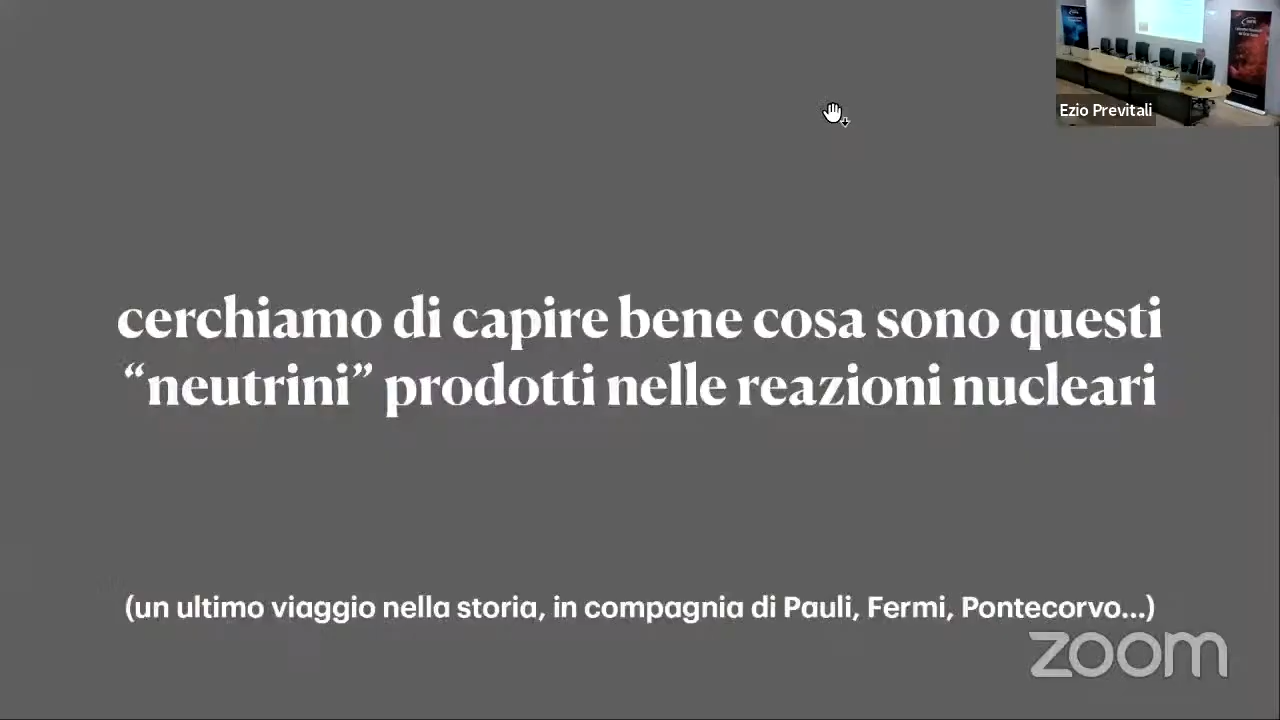 Ezio Previtali
cerchiamo di capire bene cosa sono questi
“neutrini” prodotti nelle reazioni nucleari
(un ultimo viaggio nella storia, in compagnia di Pauli, Fermi, Pontecorvo...)
zoom